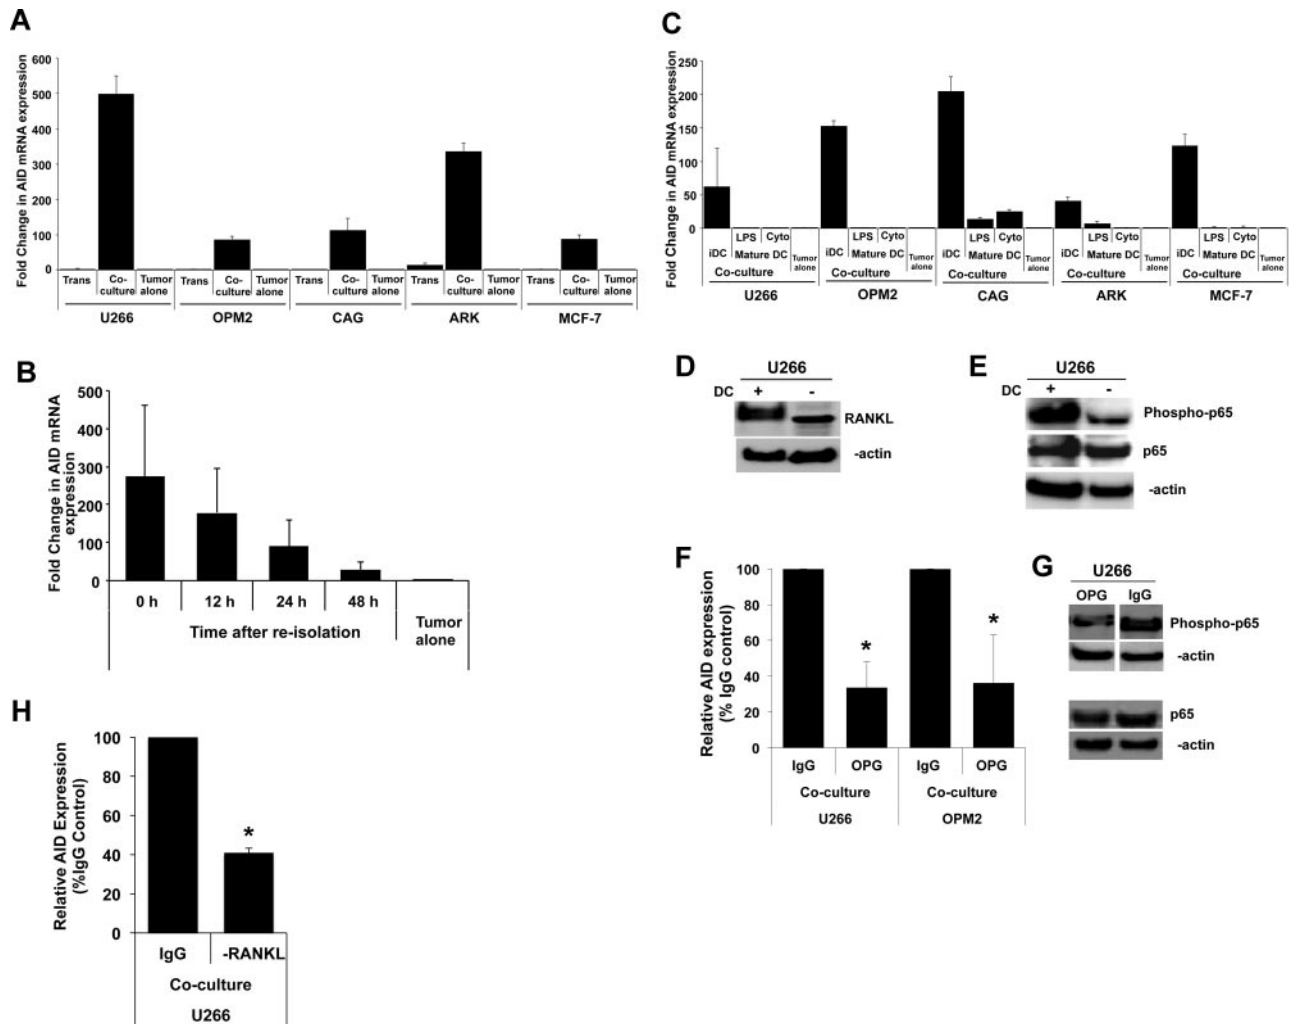 A
Fold Change in AID mRNA expression
600
500
400
300
200
100
0
Trans Co-culture Tumor alone Trans Co-culture Tumor alone Trans Co-culture Tumor alone Trans Co-culture Tumor alone Trans Co-culture Tumor alone
U266 OPM2 CAG ARK MCF-7
C
Fold Change in AID mRNA expression
250
200
150
100
50
0
LPS Cyto LPS Cyto LPS Cyto LPS Cyto LPS Cyto
iDC Mature DC Tumor alone iDC Mature DC Tumor alone iDC Mature DC Tumor alone iDC Mature DC Tumor alone iDC Mature DC Tumor alone
Co-culture Co-culture Co-culture Co-culture Co-culture
U266 OPM2 CAG ARK MCF-7
B
Fold Change in AID mRNA
expression
500
400
300
200
100
0
0 h 12 h 24 h 48 h
Time after re-isolation
Tumor
alone
D
U266
DC + -
RANKL
-actin
E
U266
DC + -
Phospho-p65
p65
-actin
F
Relative AID expression
(% IgG control)
100
80
60
40
20
0
* *
IgG OPG IgG OPG
Co-culture Co-culture
U266 OPM2
G
U266
OPG IgG
Phospho-p65
-actin
p65
-actin
H
Relative AID Expression
(%IgG Control)
100
80
60
40
20
0
*
IgG -RANKL
Co-culture
U266